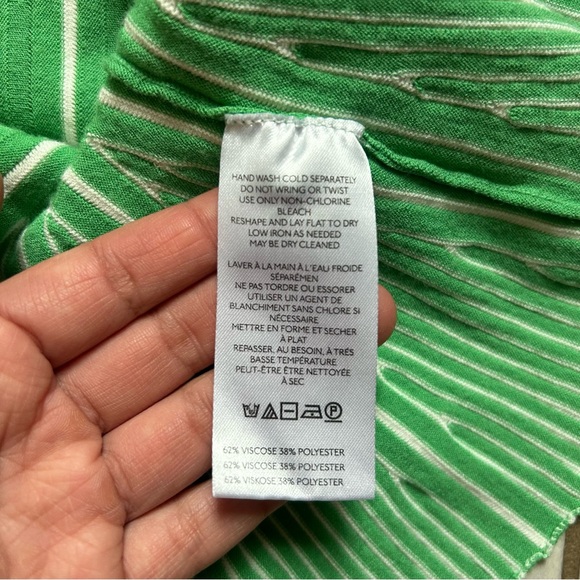 HAND WASH COLD SEPARATELY
DO NOT WRING OR TWIST
USE ONLY NON-CHLORINE
BLEACH
RESHAPE AND LAY FLAT TO DRY
LOW IRON AS NEEDED
MAY BE DRY CLEANED
LAVER À LA MAIN À L'EAU FROIDE
SÉPARÉMEN
NE PAS TORDU OU ESSORER
UTILISER UN AGENT DE
BLANCHIMENT SANS CHLORE SI
NÉCESSAIRE
METTRE EN FORME ET SECHER
À PLAT
REPASSER, AU BESOIN, À TRÉS
BASSE TEMPÉRATURE
PEUT-ÊTRE ÊTRE NETTOYÉE
À SEC
62% VISCOSE 38% POLYESTER
62% VISCOSE 38% POLYESTER
62% VISKOSE 38% POLYESTER